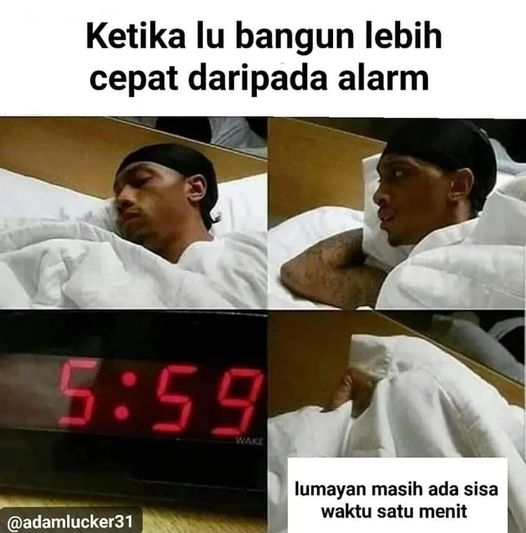 Ketika lu bangun lebih
cepat daripada alarm
5:59
WAKE
lumayan masih ada sisa
waktu satu menit
@adamlucker31